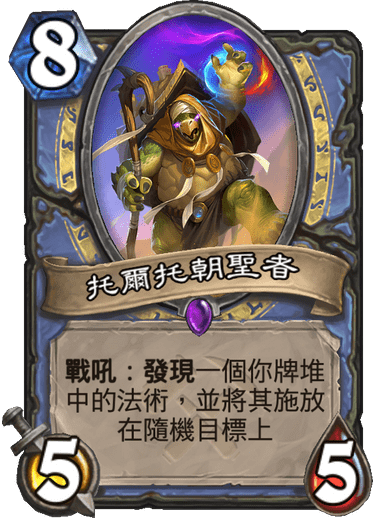 8
托爾托朝聖者
戰吼：發現一個你牌堆
中的法術，並將其施放
在隨機目標上
5
5